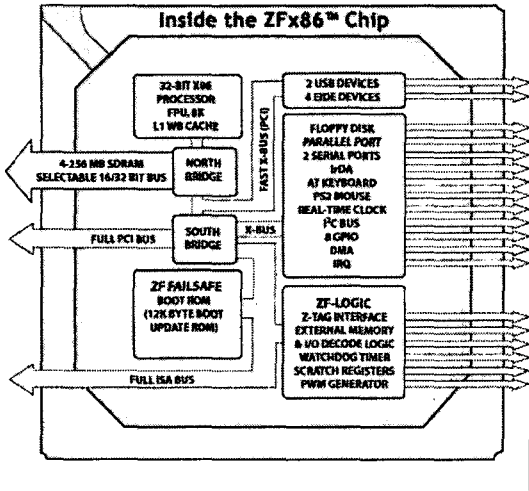 Inside the ZFx86™ Chip
32-BIT X86
PROCESSOR
FPU, 8K
L1 WB CACHE
2 USB DEVICES
4 EIDE DEVICES
FAST X-BUS (PCI)
4-256 MB SDRAM
SELECTABLE 16/32 BIT BUS
NORTH
BRIDGE
FLOPPY DISK
PARALLEL PORT
2 SERIAL PORTS
IrDA
AT KEYBOARD
PS2 MOUSE
REAL-TIME CLOCK
I²C BUS
8 GPIO
DMA
IRQ
FULL PCI BUS
SOUTH
BRIDGE
X-BUS
ZF FAILSAFE
BOOT ROM
(12K BYTE BOOT
UPDATE ROM)
ZF-LOGIC
Z-TAG INTERFACE
EXTERNAL MEMORY
& I/O DECODE LOGIC
WATCHDOG TIMER
SCRATCH REGISTERS
PWM GENERATOR
FULL ISA BUS